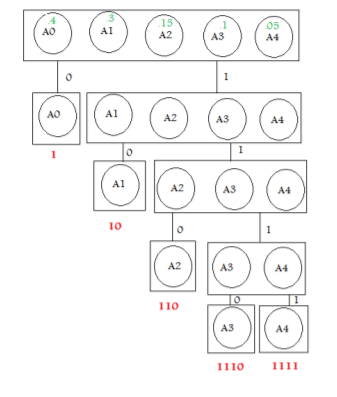 .4 .3 .15 .1 .05
A0 A1 A2 A3 A4
0 1
A0 A1 A2 A3 A4
1
0 1
A1 A2 A3 A4
10
0 1
A2 A3 A4
110
0 1
A3 A4
1110 1111